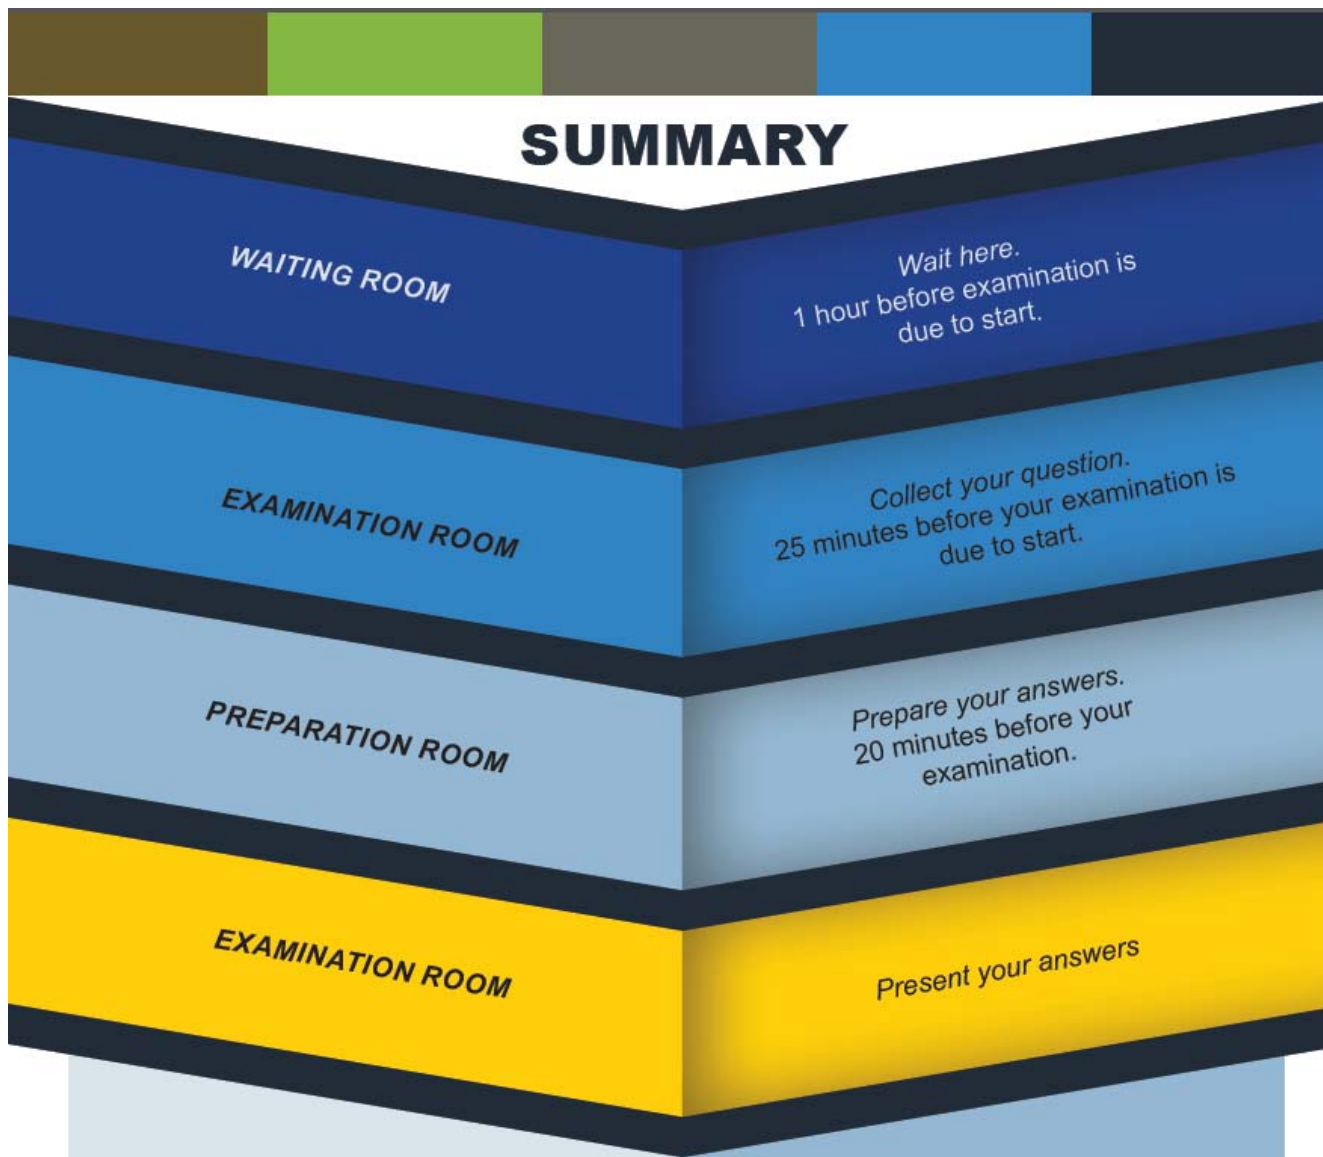 SUMMARY
WAITING ROOM
Wait here.
1 hour before examination is
due to start.
EXAMINATION ROOM
Collect your question.
25 minutes before your examination is
due to start.
PREPARATION ROOM
Prepare your answers.
20 minutes before your
examination.
EXAMINATION ROOM
Present your answers